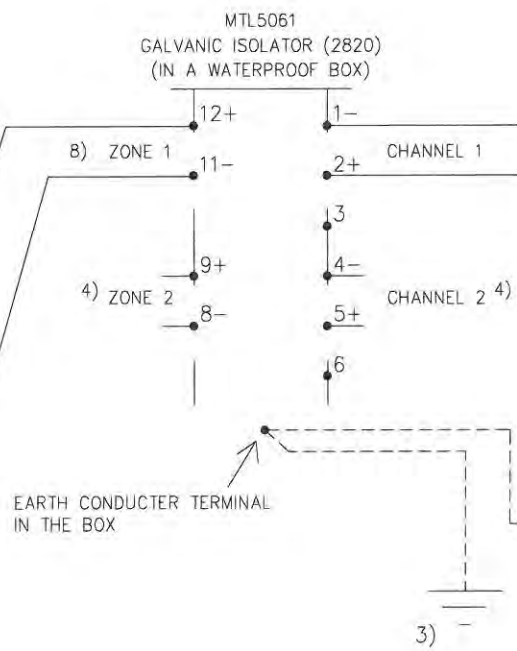 MTL5061
GALVANIC ISOLATOR (2820)
(IN A WATERPROOF BOX)
12+ 1-
8) ZONE 1 CHANNEL 1
11- 2+
3
9+ 4-
4) ZONE 2 CHANNEL 2 4)
8- 5+
6
EARTH CONDUCTER TERMINAL
IN THE BOX
3)